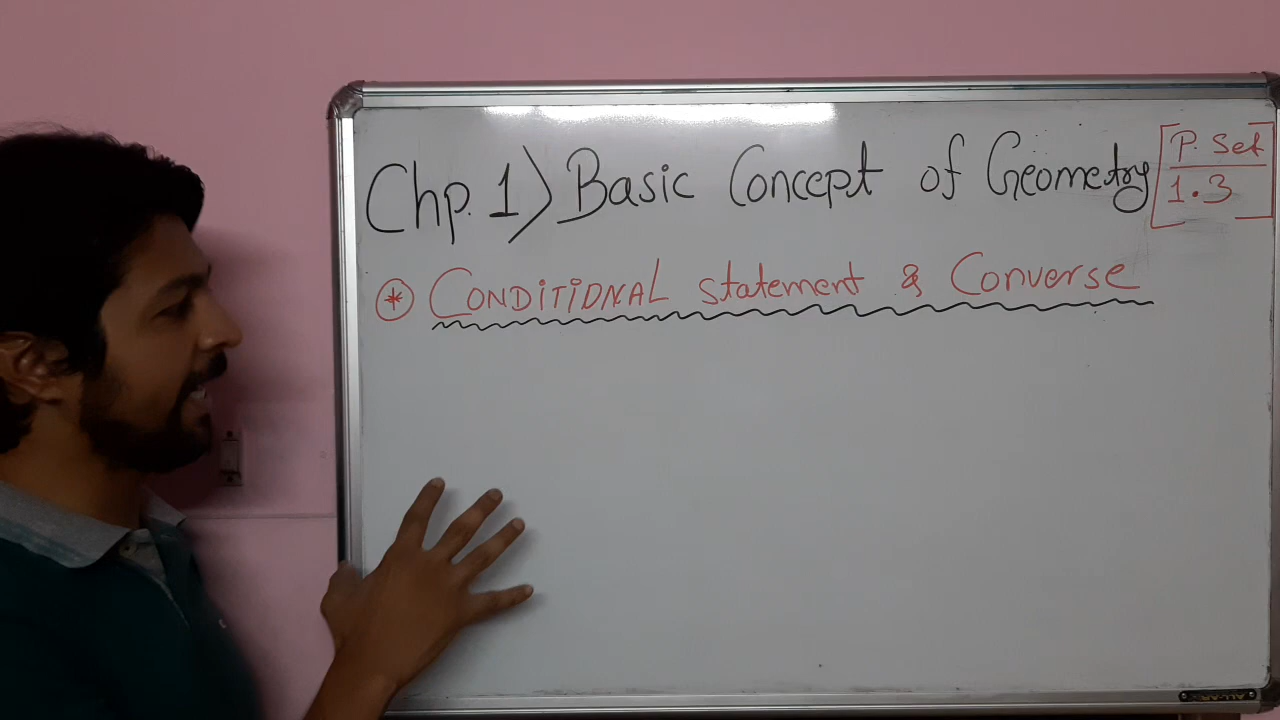 Chp. 1) Basic Concept of Geometry [P. Set 1.3]
* CONDITIONAL statement & Converse